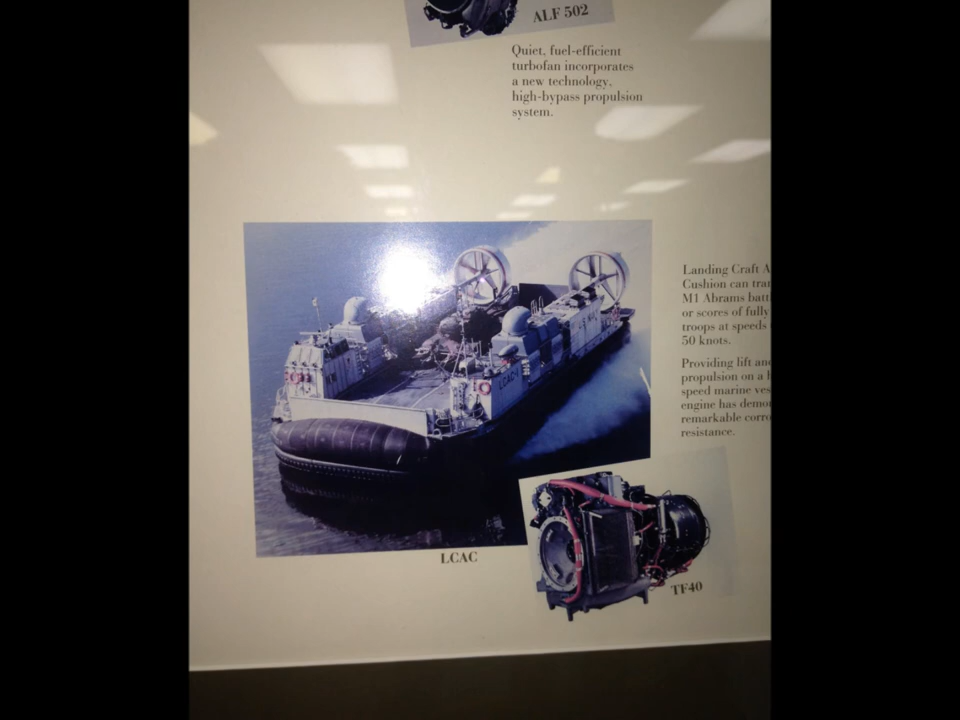 ALF 502
Quiet, fuel-efficient
turbofan incorporates
a new technology,
high-bypass propulsion
system.
Landing Craft A
Cushion can tra
M1 Abrams batt
or scores of fully
troops at speeds
50 knots.
Providing lift and
propulsion on a h
speed marine ves
engine has demo
remarkable corro
resistance.
LCAC-1
LCAC
TF40